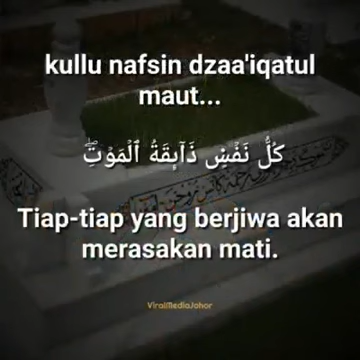 kullu nafsin dzaa'iqatul
maut...
كُلُّ نَفْسٖ ذَآئِقَةُ ٱلۡمَوۡتِۗ
Tiap-tiap yang berjiwa akan
merasakan mati.
ViralMediaJohor